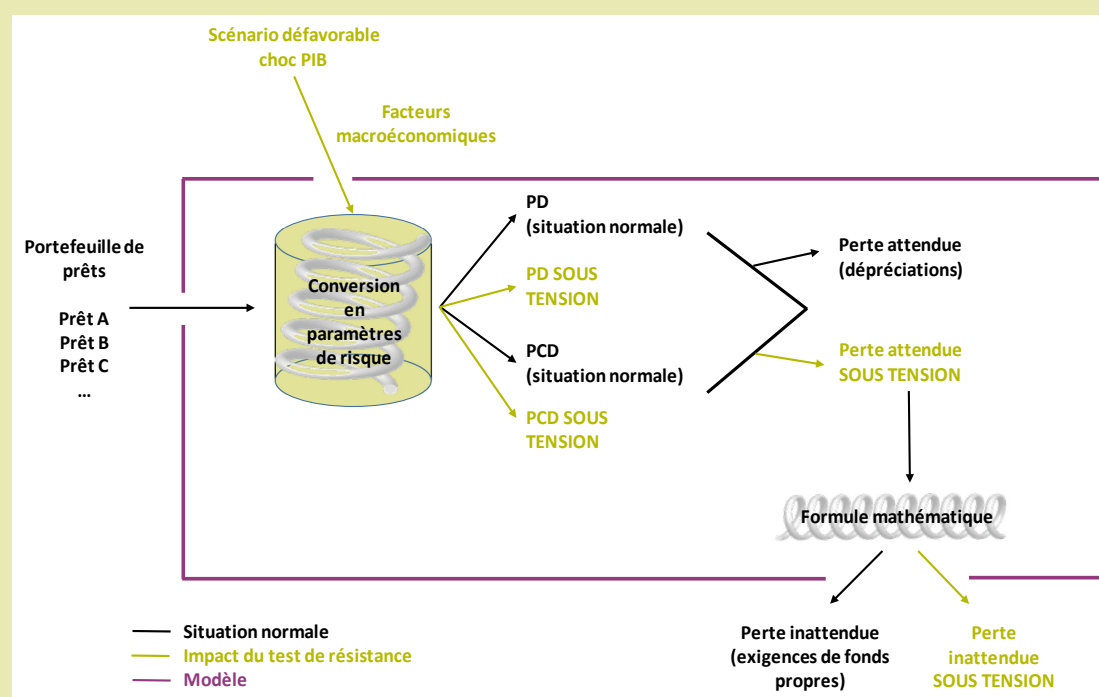 Scénario défavorable
choc PIB
Facteurs
macroéconomiques
Portefeuille de
prêts
Prêt A
Prêt B
Prêt C
...
Conversion
en
paramètres
de risque
PD
(situation normale)
PD SOUS
TENSION
PCD
(situation normale)
PCD SOUS
TENSION
Perte attendue
(dépréciations)
Perte attendue
SOUS TENSION
Formule mathématique
Perte inattendue
(exigences de fonds
propres)
Perte
inattendue
SOUS TENSION
Situation normale
Impact du test de résistance
Modèle